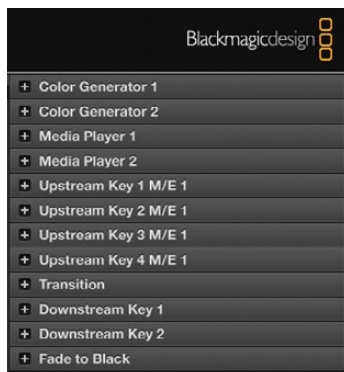 Blackmagicdesign
Color Generator 1
Color Generator 2
Media Player 1
Media Player 2
Upstream Key 1 M/E 1
Upstream Key 2 M/E 1
Upstream Key 3 M/E 1
Upstream Key 4 M/E 1
Transition
Downstream Key 1
Downstream Key 2
Fade to Black